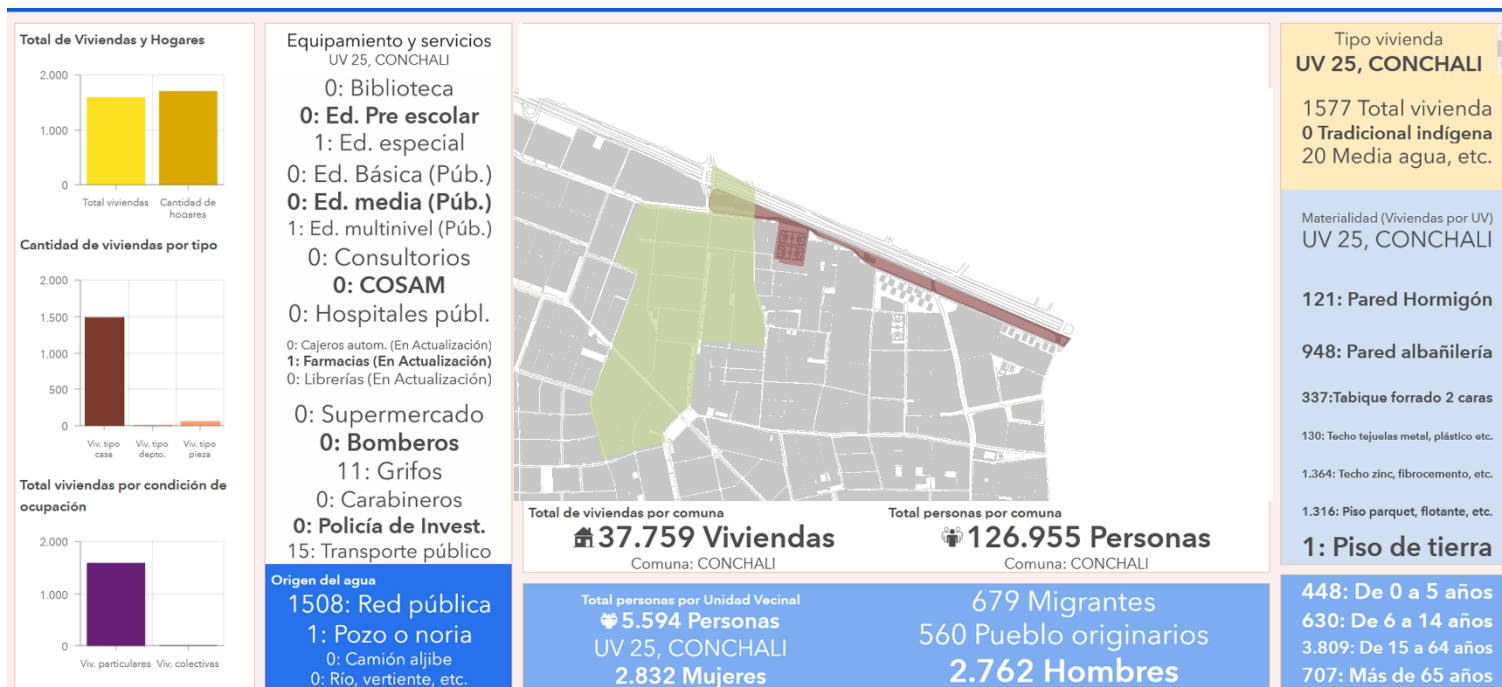 Total de Viviendas y Hogares
2.000
1.000
0
Total viviendas
Cantidad de
hogares
Cantidad de viviendas por tipo
2.000
1.500
1.000
500
0
Viv. tipo
casa
Viv. tipo
depto.
Viv. tipo
pieza
Total viviendas por condición de
ocupación
2.000
1.000
0
Viv. particulares
Viv. colectivas
Equipamiento y servicios
UV 25, CONCHALI
0: Biblioteca
0: Ed. Pre escolar
1: Ed. especial
0: Ed. Básica (Púb.)
0: Ed. media (Púb.)
1: Ed. multinivel (Púb.)
0: Consultorios
0: COSAM
0: Hospitales públ.
0: Cajeros autom. (En Actualización)
1: Farmacias (En Actualización)
0: Librerías (En Actualización)
0: Supermercado
0: Bomberos
11: Grifos
0: Carabineros
0: Policía de Invest.
15: Transporte público
Origen del agua
1508: Red pública
1: Pozo o noria
0: Camión aljibe
0: Río, vertiente, etc.
Total de viviendas por comuna
37.759 Viviendas
Comuna: CONCHALI
Total personas por comuna
126.955 Personas
Comuna: CONCHALI
Total personas por Unidad Vecinal
5.594 Personas
UV 25, CONCHALI
2.832 Mujeres
679 Migrantes
560 Pueblo originarios
2.762 Hombres
Tipo vivienda
UV 25, CONCHALI
1577 Total vivienda
0 Tradicional indígena
20 Media agua, etc.
Materialidad (Viviendas por UV)
UV 25, CONCHALI
121: Pared Hormigón
948: Pared albañilería
337:Tabique forrado 2 caras
130: Techo tejuelas metal, plástico etc.
1.364: Techo zinc, fibrocemento, etc.
1.316: Piso parquet, flotante, etc.
1: Piso de tierra
448: De 0 a 5 años
630: De 6 a 14 años
3.809: De 15 a 64 años
707: Más de 65 años